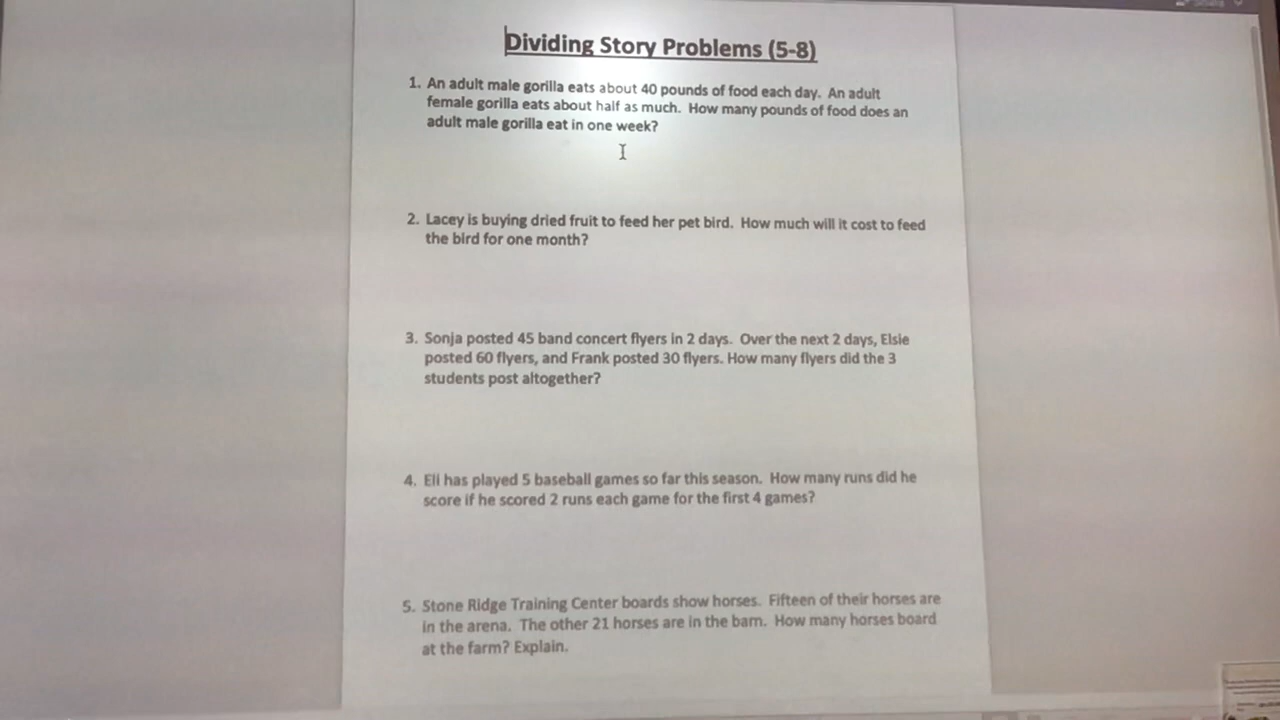 Dividing Story Problems (5-8)
1. An adult male gorilla eats about 40 pounds of food each day. An adult
female gorilla eats about half as much. How many pounds of food does an
adult male gorilla eat in one week?
2. Lacey is buying dried fruit to feed her pet bird. How much will it cost to feed
the bird for one month?
3. Sonja posted 45 band concert flyers in 2 days. Over the next 2 days, Elsie
posted 60 flyers, and Frank posted 30 flyers. How many flyers did the 3
students post altogether?
4. Eli has played 5 baseball games so far this season. How many runs did he
score if he scored 2 runs each game for the first 4 games?
5. Stone Ridge Training Center boards show horses. Fifteen of their horses are
in the arena. The other 21 horses are in the barn. How many horses board
at the farm? Explain.